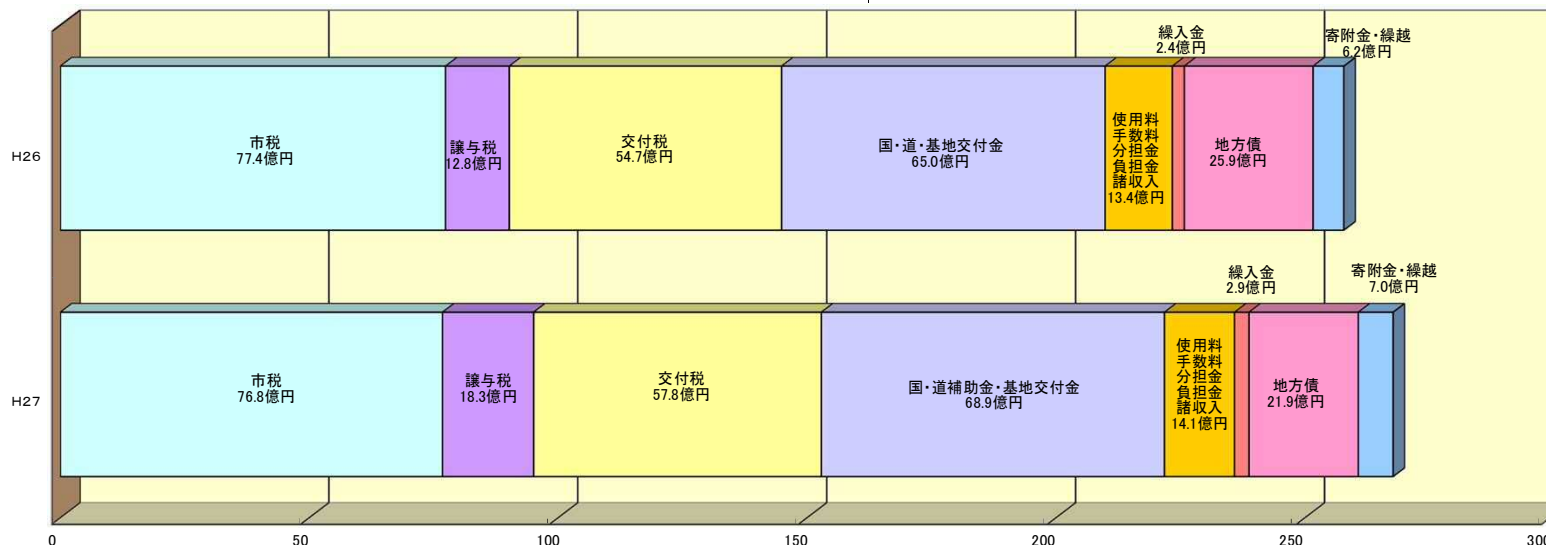 繰入金
2.4億円
寄附金・繰越
6.2億円
H26
市税
77.4億円
譲与税
12.8億円
交付税
54.7億円
国・道・基地交付金
65.0億円
使用料
手数料
分担金
負担金
諸収入
13.4億円
地方債
25.9億円
繰入金
2.9億円
寄附金・繰越
7.0億円
H27
市税
76.8億円
譲与税
18.3億円
交付税
57.8億円
国・道補助金・基地交付金
68.9億円
使用料
手数料
分担金
負担金
諸収入
14.1億円
地方債
21.9億円
0 50 100 150 200 250 300